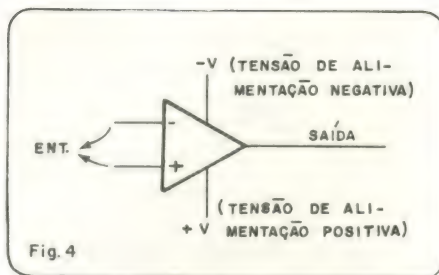 -V (TENSÃO DE ALI-
MENTAÇÃO NEGATIVA)
-
ENT.
SAÍDA
+
(TENSÃO DE ALI-
+ V MENTAÇÃO POSITIVA)
Fig. 4